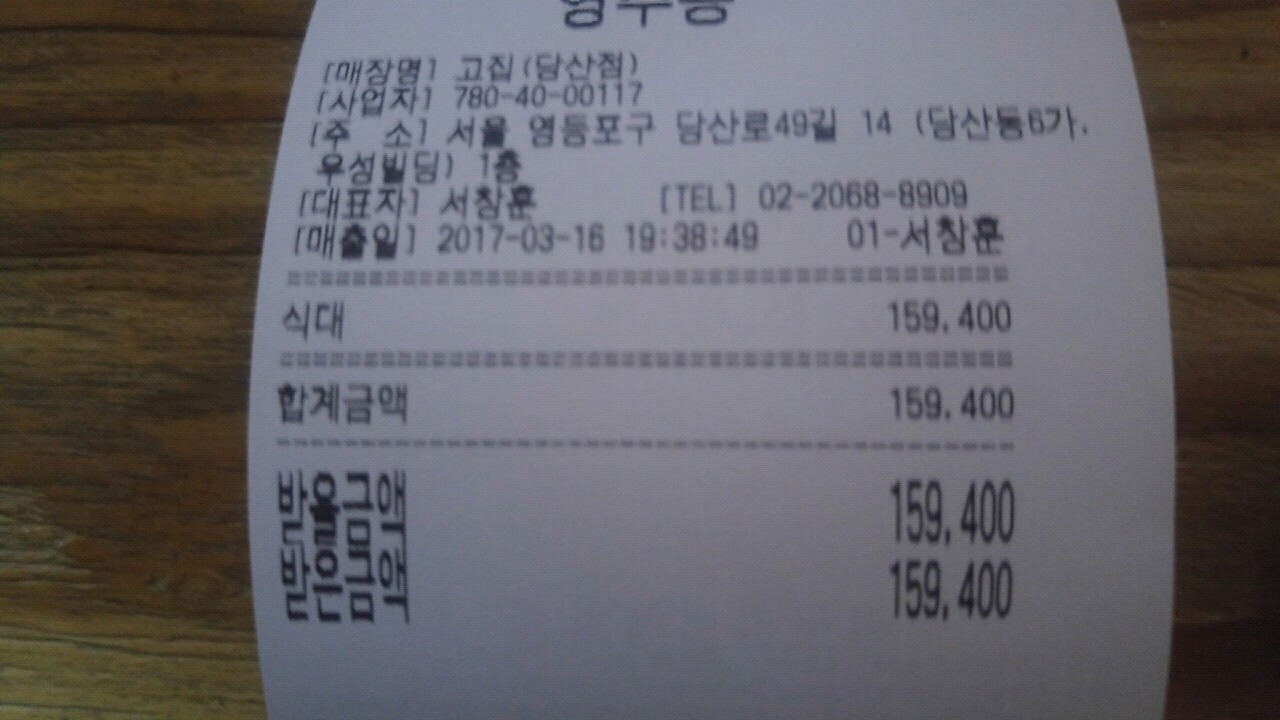 영수증
[매장명] 고집(당산점)
[사업자] 780-40-00117
[주 소] 서울 영등포구 당산로49길 14 (당산동6가,
우성빌딩) 1층
[대표자] 서창훈 [TEL] 02-2068-8909
[매출일] 2017-03-16 19:38:49 01-서창훈
식대 159,400
합계금액 159,400
받을금액 159,400
받은금액 159,400